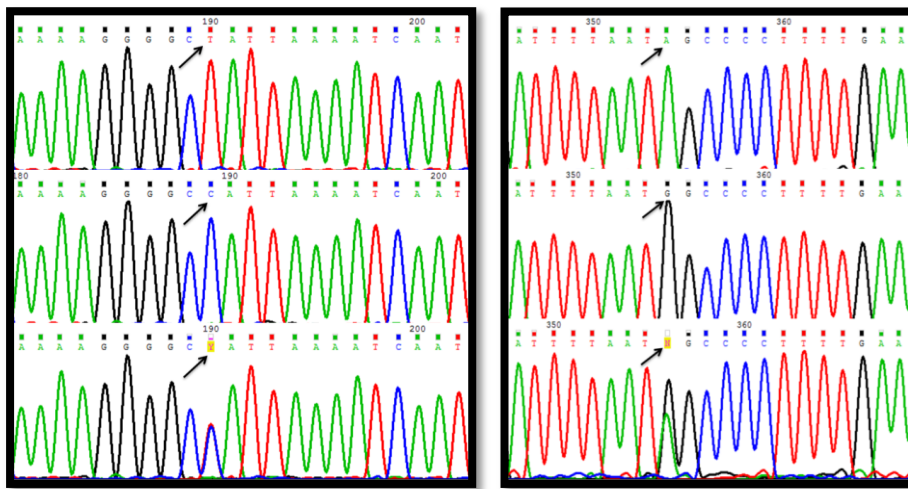 190 200
A A A A G G G G C T A T T A A A A T C A A T
180 190 200
A A A A G G G G C C A T T A A A A T C A A T
190 200
A A A A G G G G C Y A T T A A A A T C A A T
350 360
A T T T T A A T A G C C C C T T T T G A A
350 360
A T T T T A A T G G C C C C T T T T G A A
350 360
A T T T T A A T G C C C C T T T T G A A